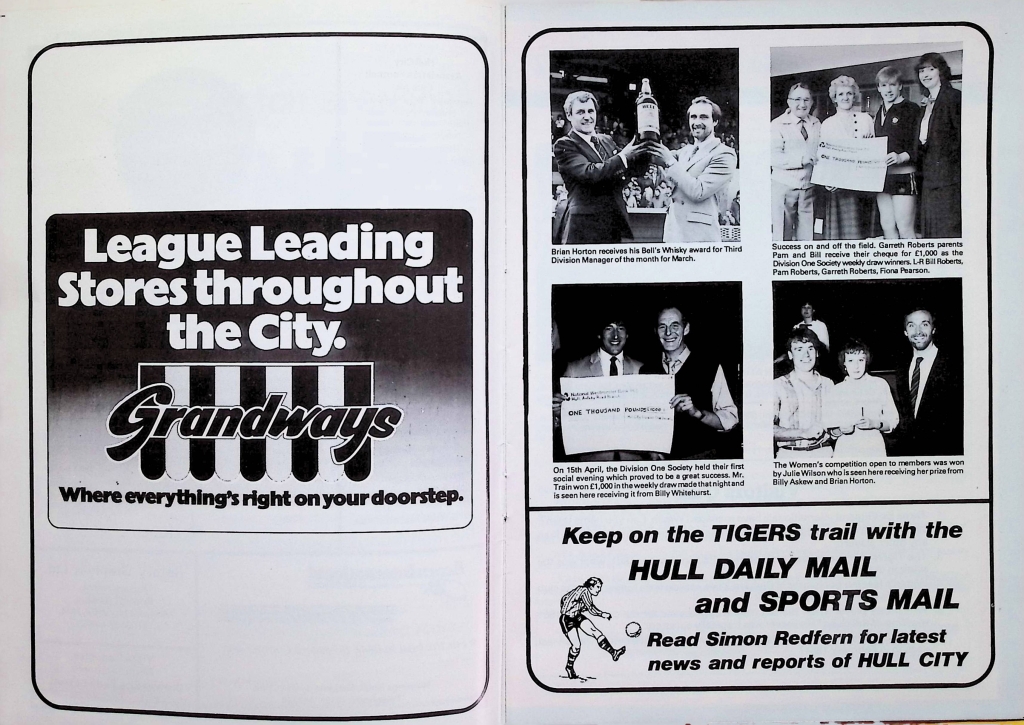 League Leading
Stores throughout
the City.
Grandways
Where everything's right on your doorstep.
BELL'S
Brian Horton receives his Bell's Whisky award for Third
Division Manager of the month for March.
ONE THOUSAND POUNDS
Success on and off the field. Garreth Roberts parents
Pam and Bill receive their cheque for £1,000 as the
Division One Society weekly draw winners. L-R Bill Roberts,
Pam Roberts, Garreth Roberts, Fiona Pearson.
National Westminster Bank
ONE THOUSAND POUNDS
On 15th April, the Division One Society held their first
social evening which proved to be a great success. Mr.
Train won £1,000 in the weekly draw made that night and
is seen here receiving it from Billy Whitehurst.
The Women's competition open to members was won
by Julie Wilson who is seen here receiving her prize from
Billy Askew and Brian Horton.
Keep on the TIGERS trail with the
HULL DAILY MAIL
and SPORTS MAIL
Read Simon Redfern for latest
news and reports of HULL CITY